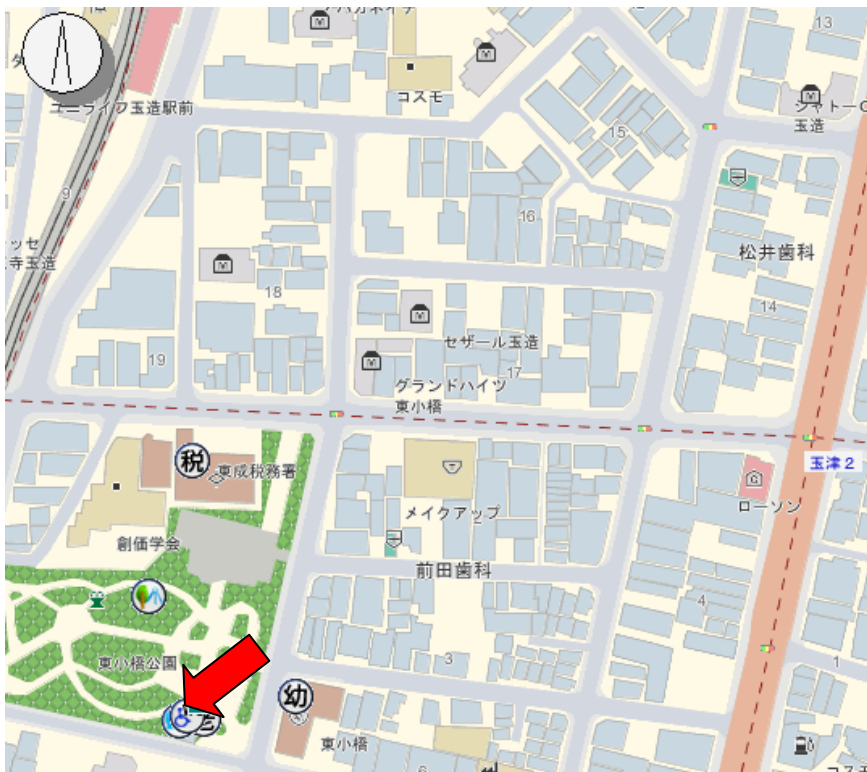 コスモ
13
シャトー
玉造
ユニライフ玉造駅前
15
9
16
松井歯科
ッセ
寺玉造
18
14
セザール玉造
19
17
グランドハイツ
東小橋
税
東成税務署
玉津2
ローソン
メイクアップ
2
創価学会
前田歯科
4
東小橋公園
3
1
幼
東小橋
6